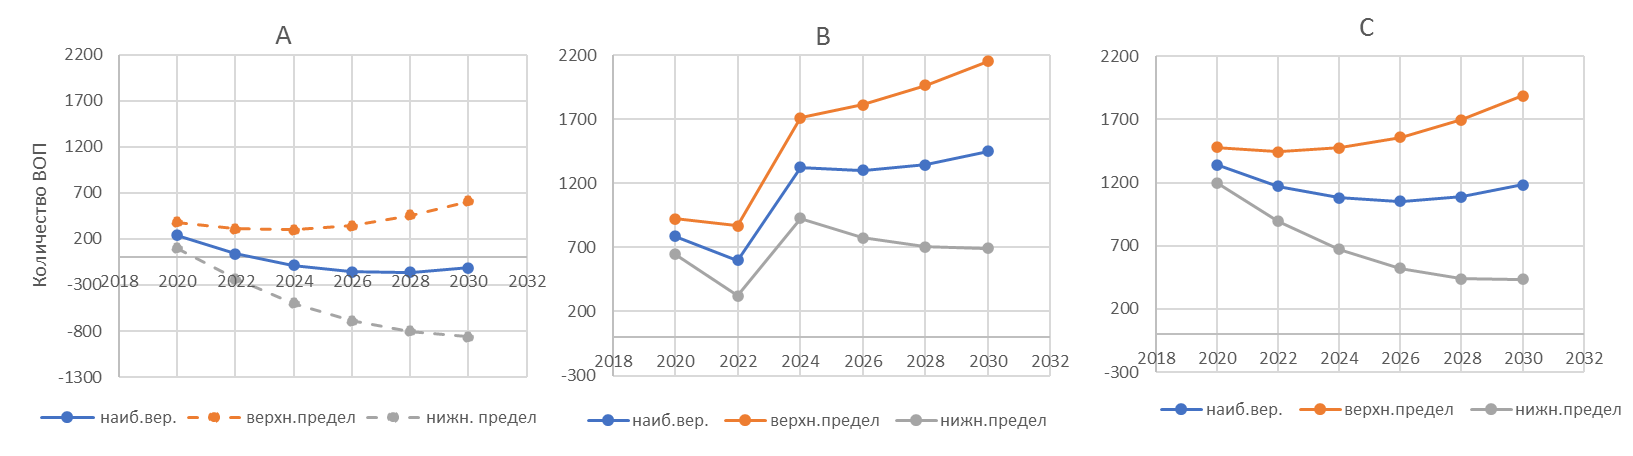 A
Количество ВОП
2200
1700
1200
700
200
-300
-800
-1300
2018 2020 2022 2024 2026 2028 2030 2032
наиб.вер. верхн.предел нижн. предел
B
2200
1700
1200
700
200
-300
2018 2020 2022 2024 2026 2028 2030 2032
наиб.вер. верхн.предел нижн.предел
C
2200
1700
1200
700
200
-300
2018 2020 2022 2024 2026 2028 2030 2032
наиб.вер. верхн.предел нижн.предел